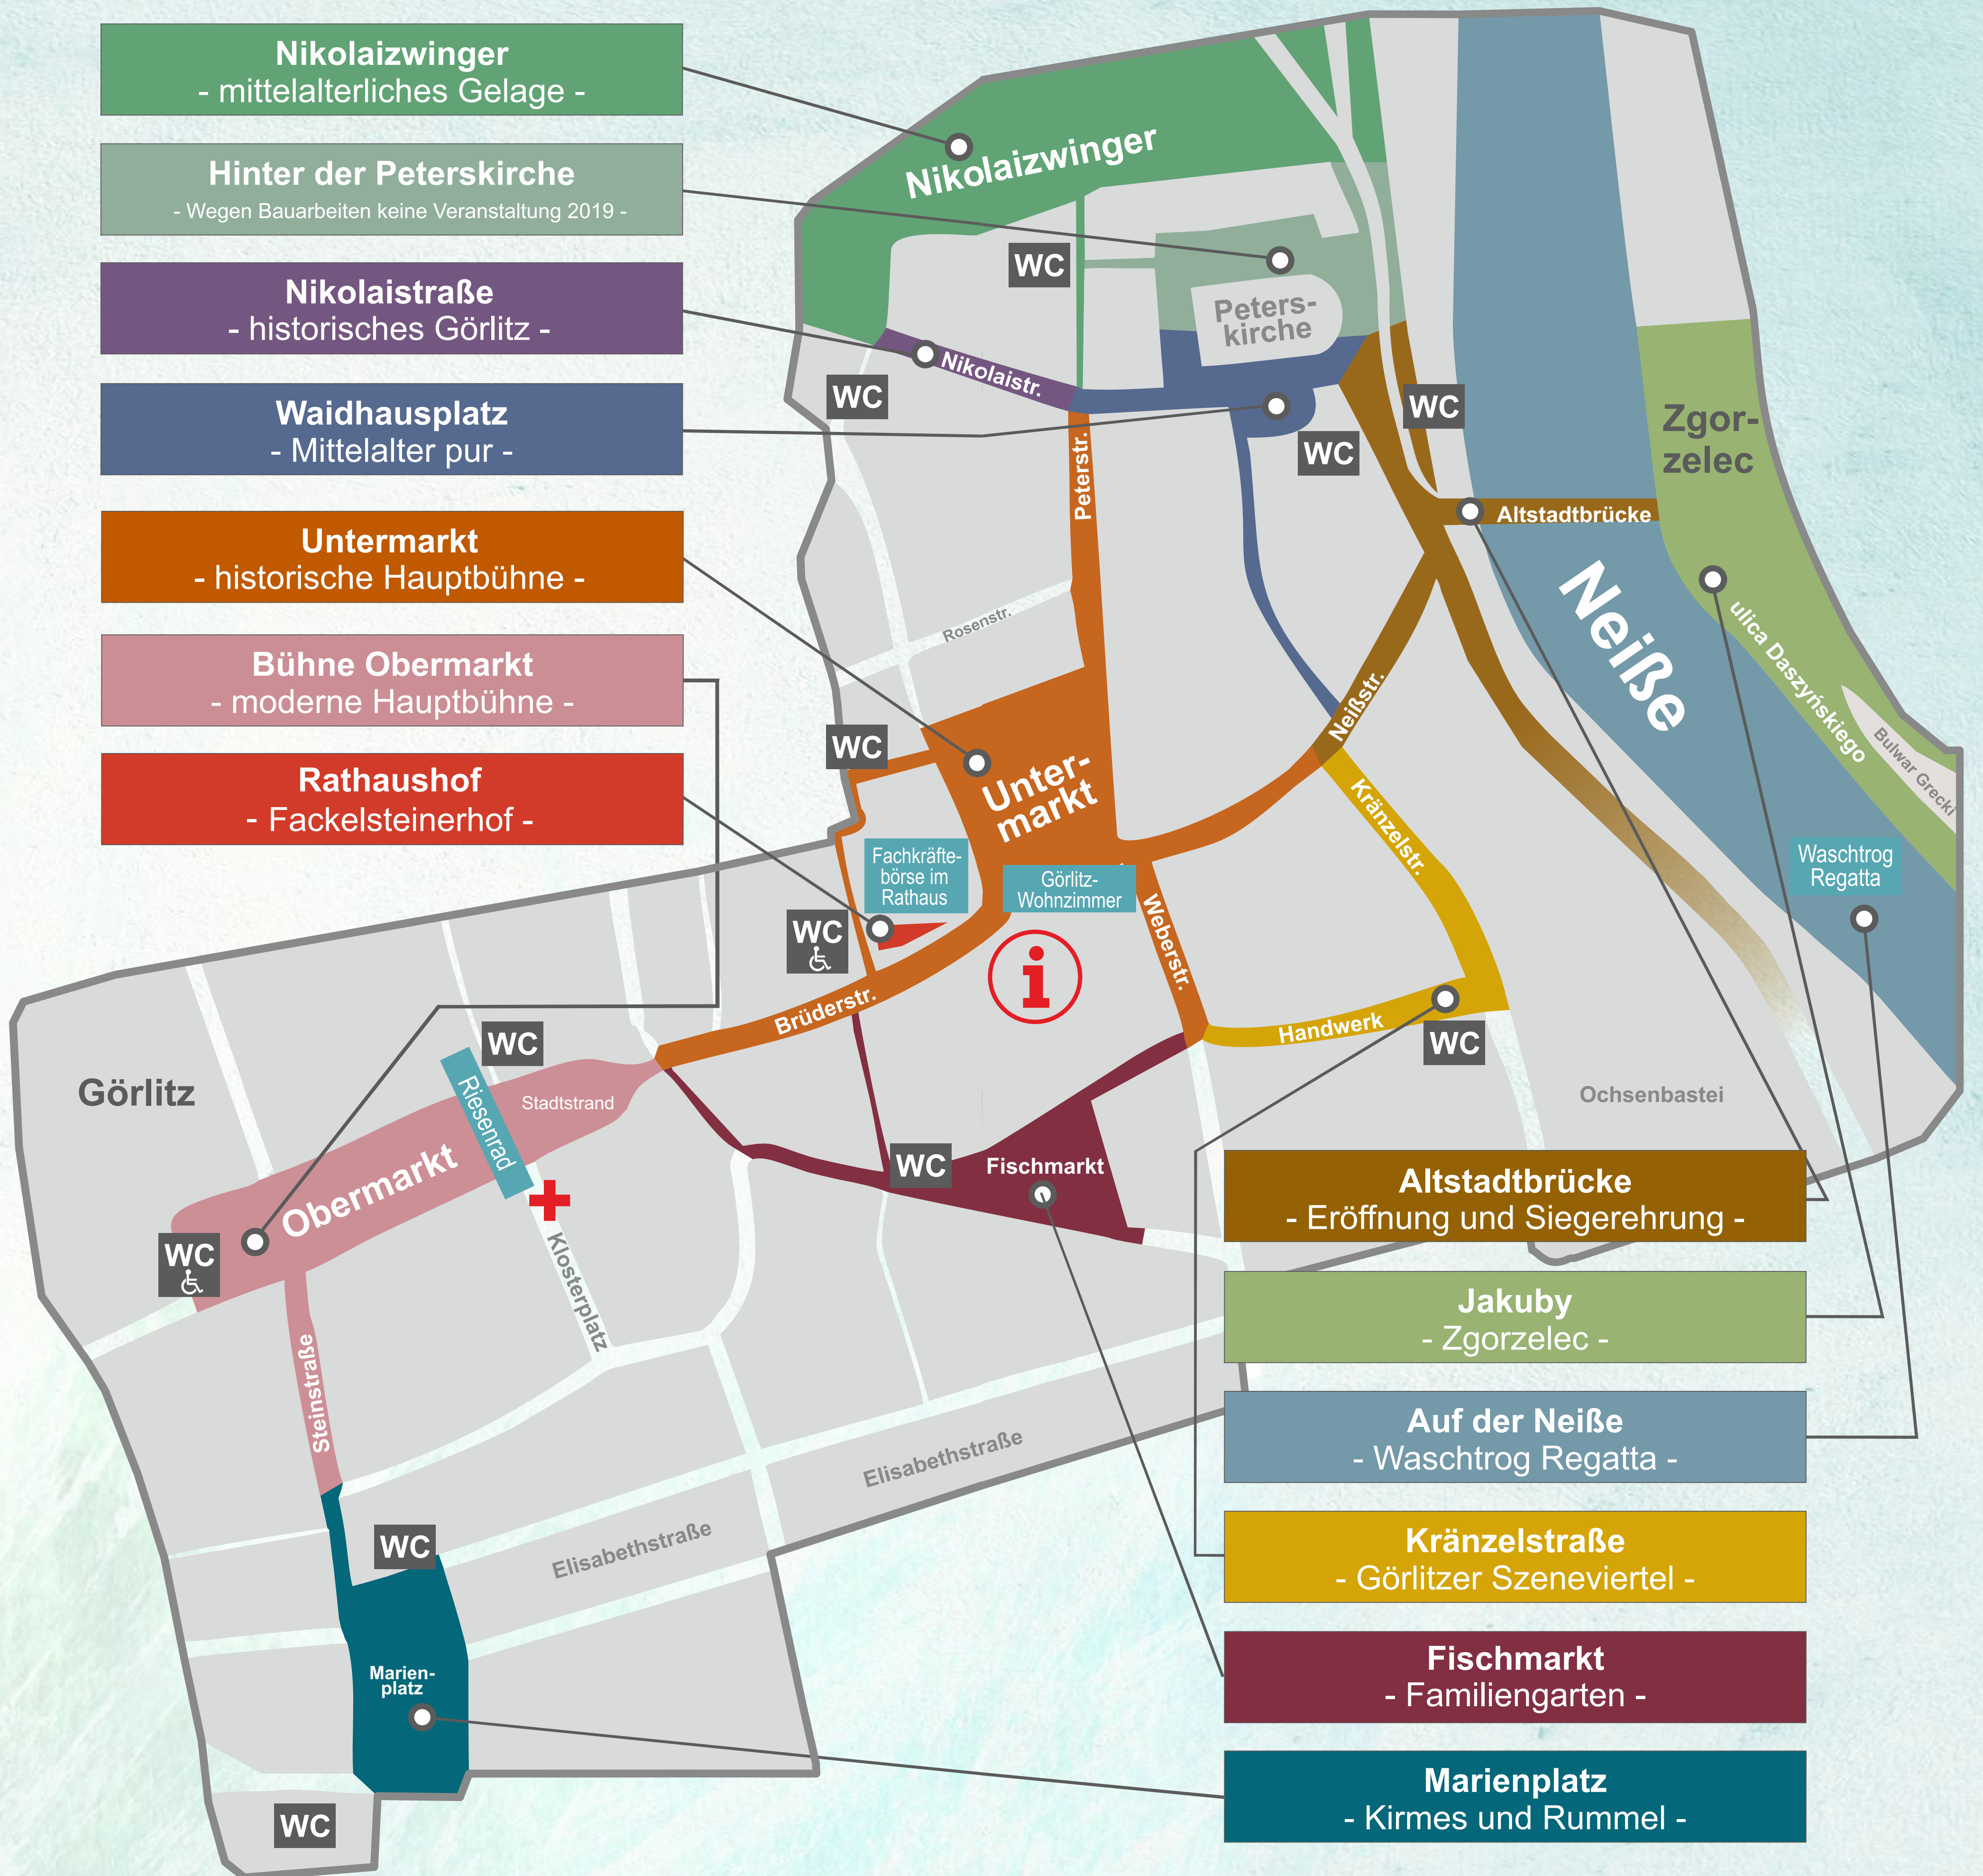 Nikolaizwinger
- mittelalterliches Gelage -
Hinter der Peterskirche
- Wegen Bauarbeiten keine Veranstaltung 2019 -
Nikolaistraße
- historisches Görlitz -
Waidhausplatz
- Mittelalter pur -
Untermarkt
- historische Hauptbühne -
Bühne Obermarkt
- moderne Hauptbühne -
Rathaushof
- Fackelsteinerhof -
Nikolaizwinger
WC
Peters-
kirche
Nikolaistr.
WC
WC
WC
Peterstr.
Zgor-
zelec
Altstadtbrücke
Neiße
ulica Daszyńskiego
Bulwar Grecki
Rosenstr.
Neißstr.
WC
Unter-
markt
Kränzelstr.
Waschtrog
Regatta
Fachkräfte-
börse im
Rathaus
Görlitz-
Wohnzimmer
Weberstr.
WC
i
Brüderstr.
Handwerk
WC
WC
Görlitz
Riesenrad
Stadtstrand
Obermarkt
WC
Klosterplatz
WC
Fischmarkt
Ochsenbastei
Steinstraße
Elisabethstraße
Elisabethstraße
WC
Marien-
platz
WC
Altstadtbrücke
- Eröffnung und Siegerehrung -
Jakuby
- Zgorzelec -
Auf der Neiße
- Waschtrog Regatta -
Kränzelstraße
- Görlitzer Szeneviertel -
Fischmarkt
- Familiengarten -
Marienplatz
- Kirmes und Rummel -